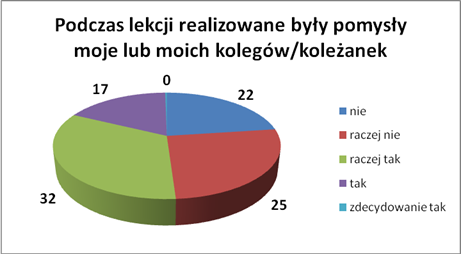 Podczas lekcji realizowane były pomysły
moje lub moich kolegów/koleżanek
0
17
22
32
25
nie
raczej nie
raczej tak
tak
zdecydowanie tak